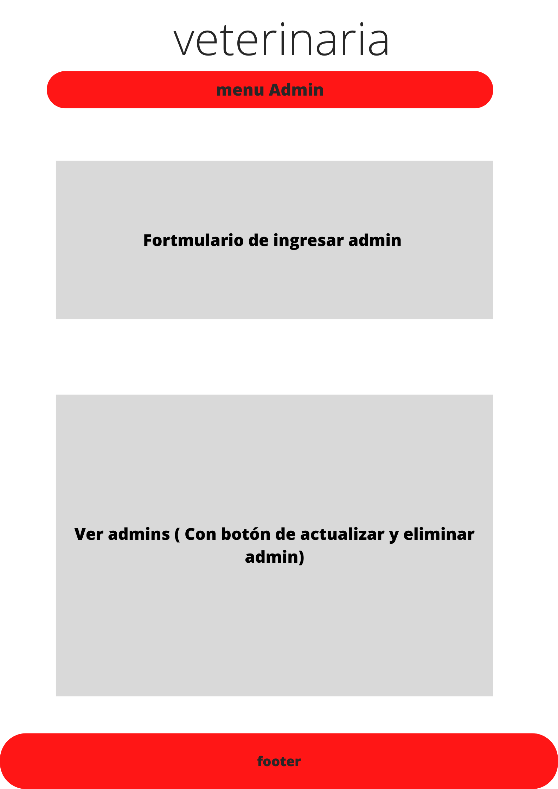 veterinaria
menu Admin
Fortmulario de ingresar admin
Ver admins ( Con botón de actualizar y eliminar
admin)
footer